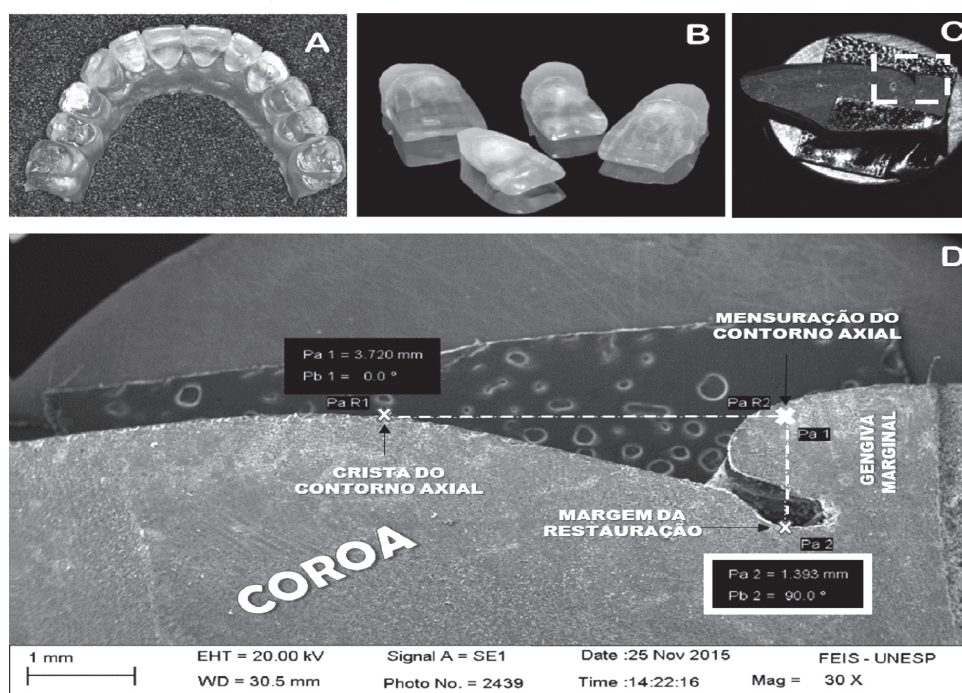 A
B
C
D
MENSURAÇÃO DO
CONTORNO AXIAL
Pa 1 = 3.720 mm
Pb 1 = 0.0 °
Pa R1
Pa R2
Pa 1
CRISTA DO
CONTORNO AXIAL
GENGIVA
MARGINAL
MARGEM DA
RESTAURAÇÃO
Pa 2
COROA
Pa 2 = 1.393 mm
Pb 2 = 90.0 °
1 mm
EHT = 20.00 kV
Signal A = SE1
Date :25 Nov 2015
FEIS - UNESP
WD = 30.5 mm
Photo No. = 2439
Time :14:22:16
Mag = 30 X